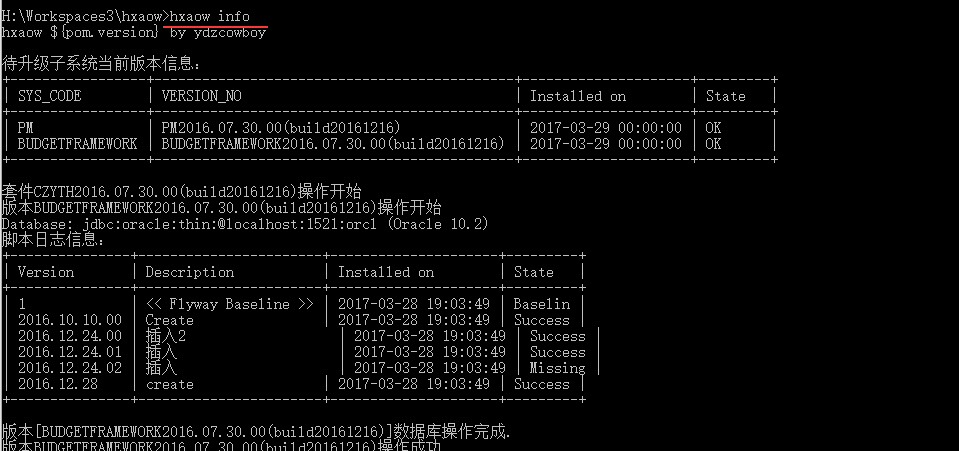 H:\Workspaces3\hxaow>hxaow info
hxaow ${pom.version} by ydzcowboy
待升级子系统当前版本信息:
+----------------+------------------------------------------+---------------------+--------+
| SYS_CODE | VERSION_NO | Installed on | State |
+----------------+------------------------------------------+---------------------+--------+
| PM | PM2016.07.30.00(build20161216) | 2017-03-29 00:00:00 | OK |
| BUDGETFRAMEWORK | BUDGETFRAMEWORK2016.07.30.00(build20161216) | 2017-03-29 00:00:00 | OK |
+----------------+------------------------------------------+---------------------+--------+
套件CZYTH2016.07.30.00(build20161216)操作开始
版本BUDGETFRAMEWORK2016.07.30.00(build20161216)操作开始
Database: jdbc:oracle:thin:@localhost:1521:orcl (Oracle 10.2)
脚本日志信息:
+---------------+-----------------------+---------------------+---------+
| Version | Description | Installed on | State |
+---------------+-----------------------+---------------------+---------+
| 1 | << Flyway Baseline >> | 2017-03-28 19:03:49 | Baselin |
| 2016.10.10.00 | Create | 2017-03-28 19:03:49 | Success |
| 2016.12.24.00 | 插入2 | 2017-03-28 19:03:49 | Success |
| 2016.12.24.01 | 插入 | 2017-03-28 19:03:49 | Success |
| 2016.12.24.02 | 插入 | 2017-03-28 19:03:49 | Missing |
| 2016.12.28 | create | 2017-03-28 19:03:49 | Success |
+---------------+-----------------------+---------------------+---------+
版本[BUDGETFRAMEWORK2016.07.30.00(build20161216)]数据库操作完成.
版本BUDGETFRAMEWORK2016.07.30.00(build20161216)操作成功